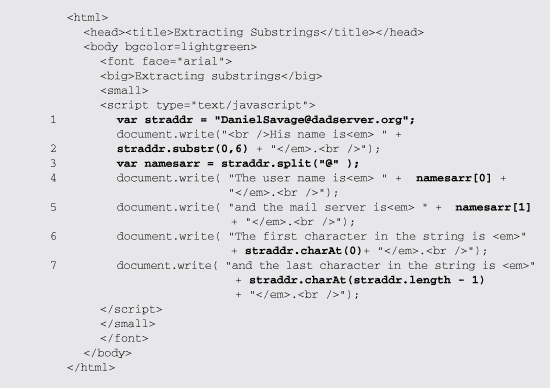 <html>
<head><title>Extracting Substrings</title></head>
<body bgcolor=lightgreen>
<font face="arial">
<big>Extracting substrings</big>
<small>
<script type="text/javascript">
1 var straddr = "DanielSavage@dadserver.org";
document.write("<br />His name is<em> " +
2 straddr.substr(0,6) + "</em>.<br />");
3 var namesarr = straddr.split("@" );
4 document.write( "The user name is<em> " + namesarr[0] +
"</em>.<br />");
5 document.write( "and the mail server is<em> " + namesarr[1]
+ "</em>.<br />");
6 document.write( "The first character in the string is <em>"
+ straddr.charAt(0)+ "</em>.<br />");
7 document.write( "and the last character in the string is <em>"
+ straddr.charAt(straddr.length - 1)
+ "</em>.<br />");
</script>
</small>
</font>
</body>
</html>